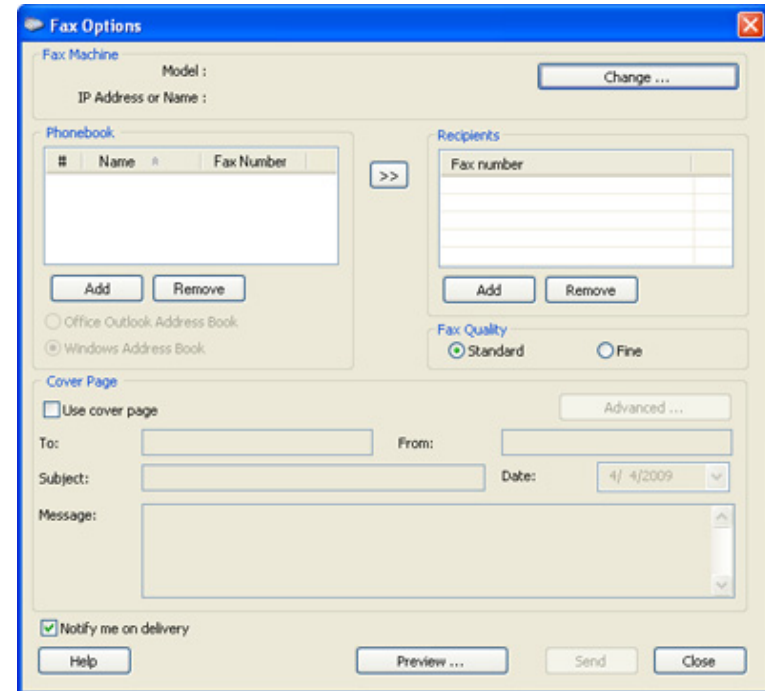 Fax Options
Fax Machine
Model :
Change ...
IP Address or Name :
Phonebook
# Name Fax Number
Add Remove
Office Outlook Address Book
Windows Address Book
>>
Recipients
Fax number
Add Remove
Fax Quality
Standard Fine
Cover Page
Use cover page Advanced ...
To: From:
Subject: Date: 4/ 4/2009
Message:
Notify me on delivery
Help Preview ... Send Close